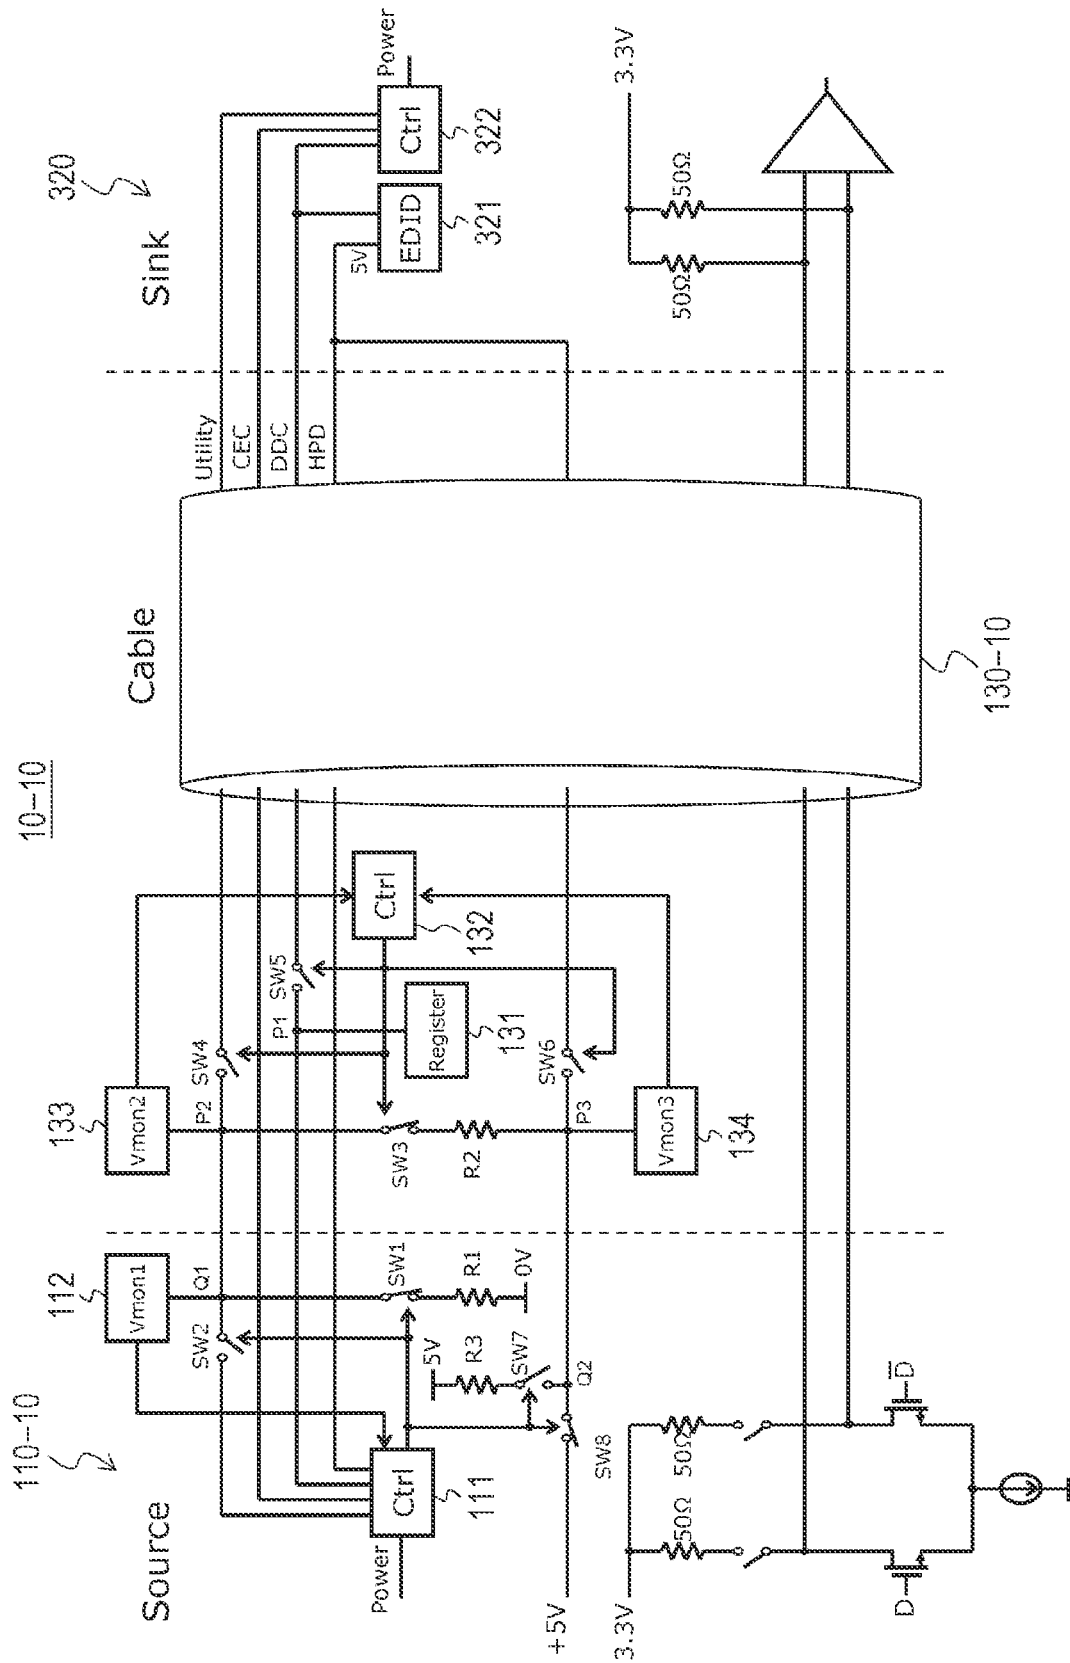 10-10
Source
110-10
Cable
Sink
320
112
Vmon1
133
Vmon2
Q1
P2
SW2
SW4
Utility
CEC
DDC
HPD
P1
SW5
Power
Ctrl
111
SW1
R1
0V
5V
R3
SW7
Q2
SW8
+5V
SW3
R2
P3
Vmon3
134
Register
131
SW6
Ctrl
132
130-10
5V
EDID
321
Ctrl
322
Power
3.3V
50Ω
50Ω
D
D̅
3.3V
50Ω
50Ω